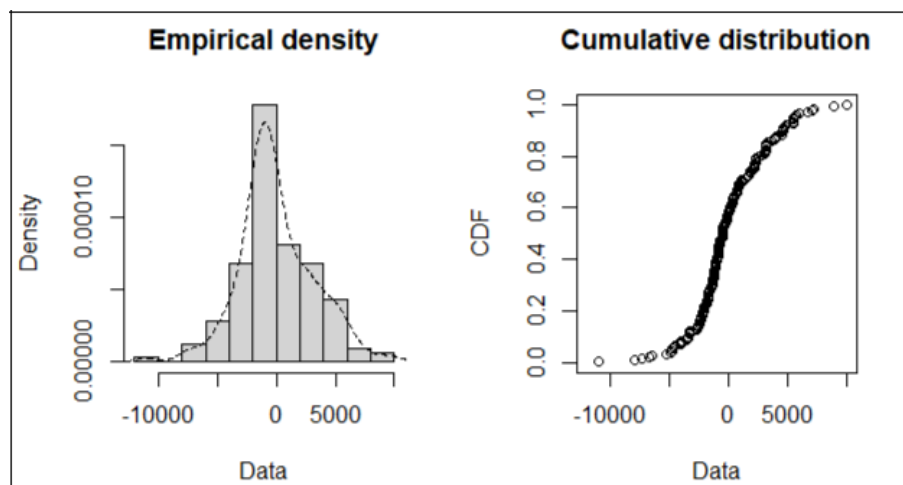 Empirical density
Density
0.00000
0.00010
-10000
0
5000
Data
Cumulative distribution
CDF
0.0
0.2
0.4
0.6
0.8
1.0
-10000
0
5000
Data